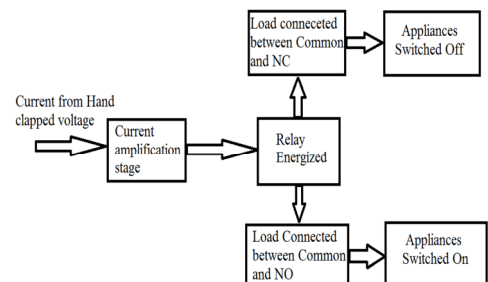 Current from Hand
clapped voltage
Current
amplification
stage
Relay
Energized
Load conneceted
between Common
and NC
Appliances
Switched Off
Load Connected
between Common
and NO
Appliances
Switched On